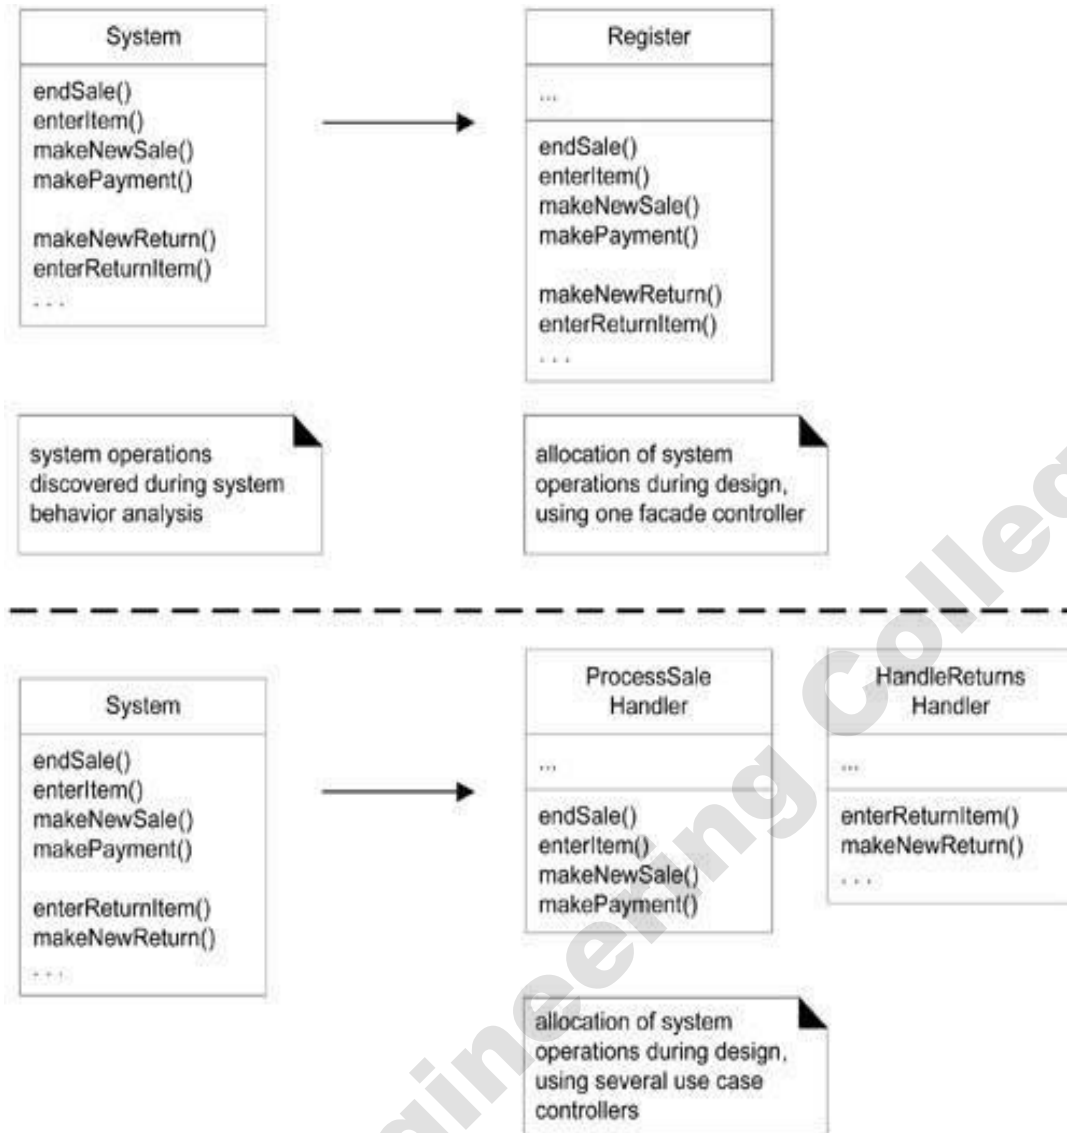 System
endSale()
enterItem()
makeNewSale()
makePayment()
makeNewReturn()
enterReturnItem()
. . .
Register
...
endSale()
enterItem()
makeNewSale()
makePayment()
makeNewReturn()
enterReturnItem()
. . .
system operations
discovered during system
behavior analysis
allocation of system
operations during design,
using one facade controller
System
endSale()
enterItem()
makeNewSale()
makePayment()
enterReturnItem()
makeNewReturn()
. . .
ProcessSale
Handler
...
endSale()
enterItem()
makeNewSale()
makePayment()
HandleReturns
Handler
...
enterReturnItem()
makeNewReturn()
. . .
allocation of system
operations during design,
using several use case
controllers